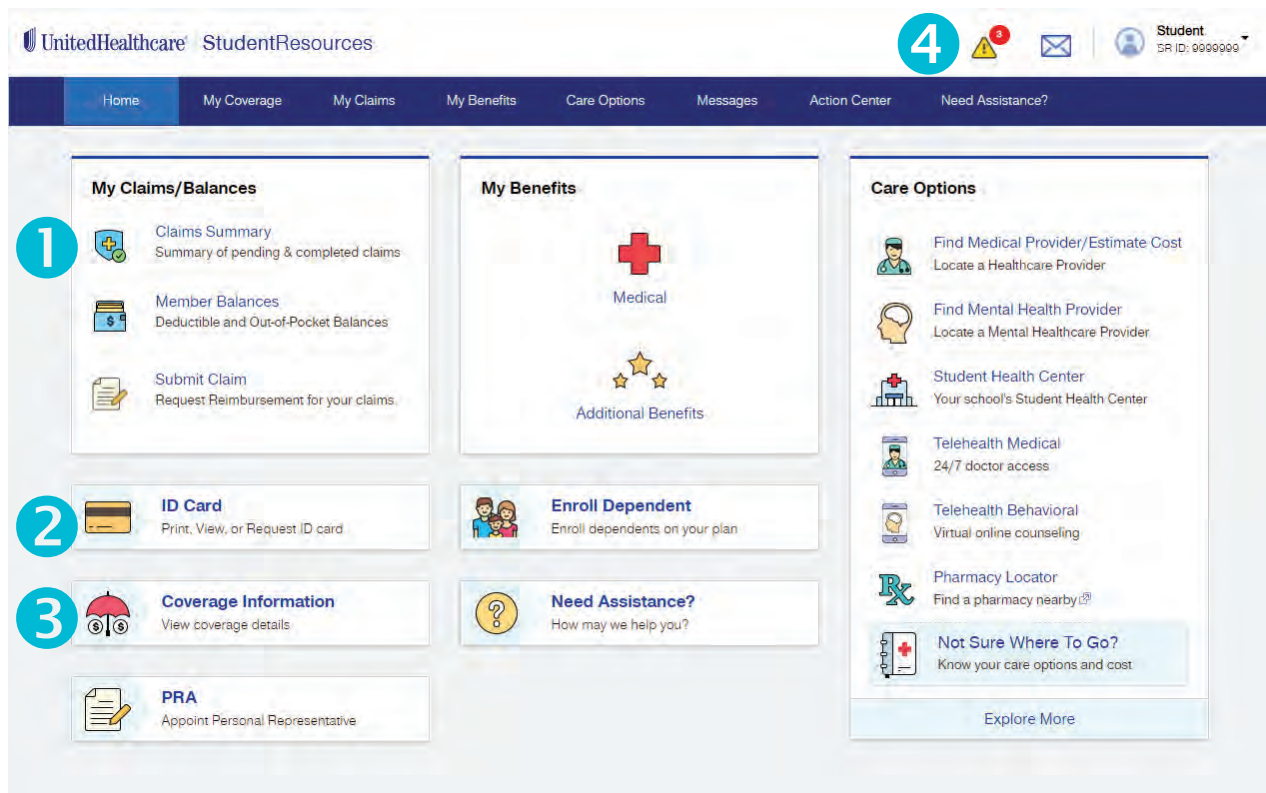 UnitedHealthcare® StudentResources
4
3
Student
SR ID: 9999999
Home My Coverage My Claims My Benefits Care Options Messages Action Center Need Assistance?
My Claims/Balances
1
Claims Summary
Summary of pending & completed claims
Member Balances
Deductible and Out-of-Pocket Balances
$
Submit Claim
Request Reimbursement for your claims
My Benefits
Medical
Additional Benefits
Care Options
Find Medical Provider/Estimate Cost
Locate a Healthcare Provider
Find Mental Health Provider
Locate a Mental Healthcare Provider
Student Health Center
Your school's Student Health Center
Telehealth Medical
24/7 doctor access
Telehealth Behavioral
Virtual online counseling
Rx
Pharmacy Locator
Find a pharmacy nearby
Not Sure Where To Go?
Know your care options and cost
Explore More
2
ID Card
Print, View, or Request ID card
Enroll Dependent
Enroll dependents on your plan
3
$ $
Coverage Information
View coverage details
?
Need Assistance?
How may we help you?
PRA
Appoint Personal Representative